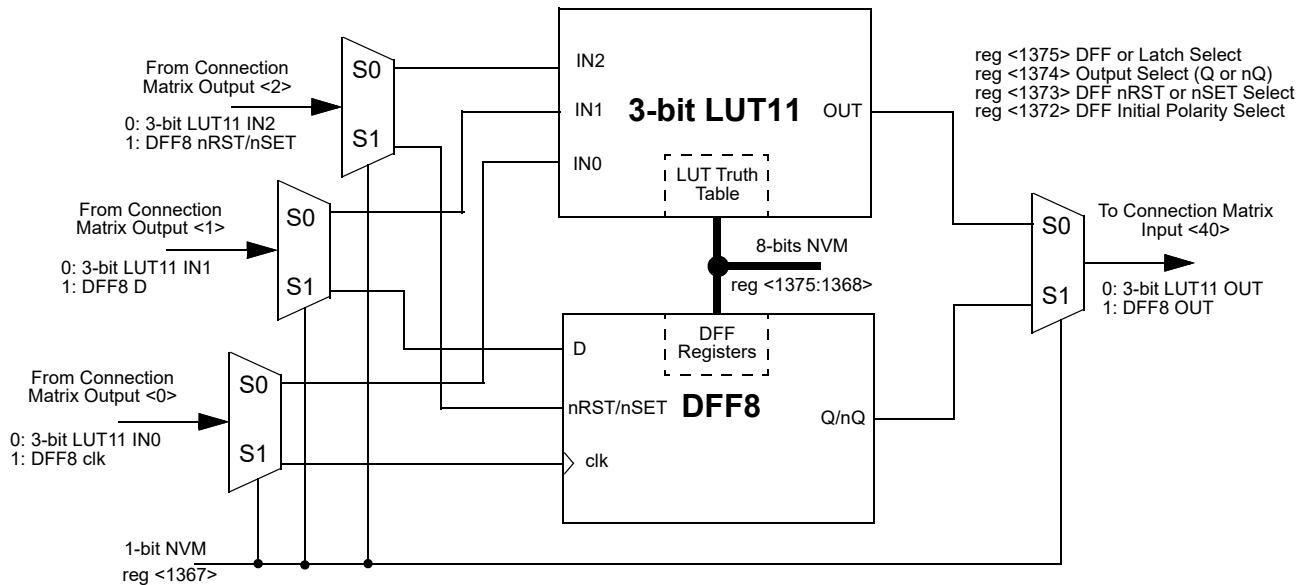 From Connection
Matrix Output <2>
0: 3-bit LUT11 IN2
1: DFF8 nRST/nSET
S0
S1
From Connection
Matrix Output <1>
0: 3-bit LUT11 IN1
1: DFF8 D
S0
S1
From Connection
Matrix Output <0>
0: 3-bit LUT11 IN0
1: DFF8 clk
S0
S1
1-bit NVM
reg <1367>
IN2
IN1
IN0
3-bit LUT11
OUT
LUT Truth
Table
8-bits NVM
reg <1375:1368>
DFF
Registers
D
nRST/nSET
clk
DFF8
Q/nQ
reg <1375> DFF or Latch Select
reg <1374> Output Select (Q or nQ)
reg <1373> DFF nRST or nSET Select
reg <1372> DFF Initial Polarity Select
S0
S1
To Connection Matrix
Input <40>
0: 3-bit LUT11 OUT
1: DFF8 OUT